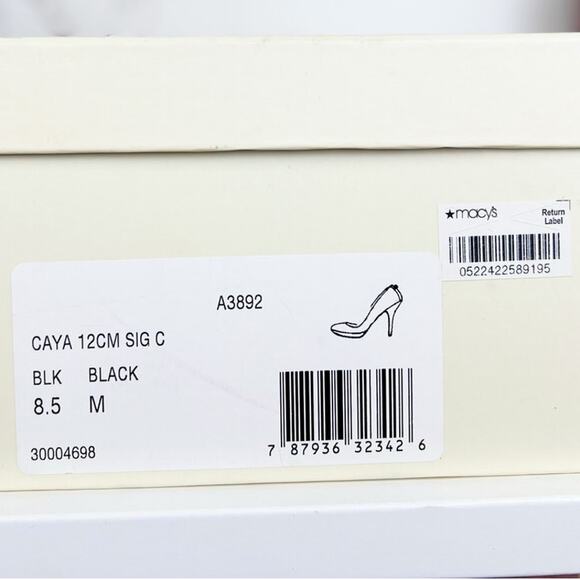 ★macy's
Return
Label
0522422589195
A3892
CAYA 12CM SIG C
BLK BLACK
8.5 M
30004698
7 87936 32342 6